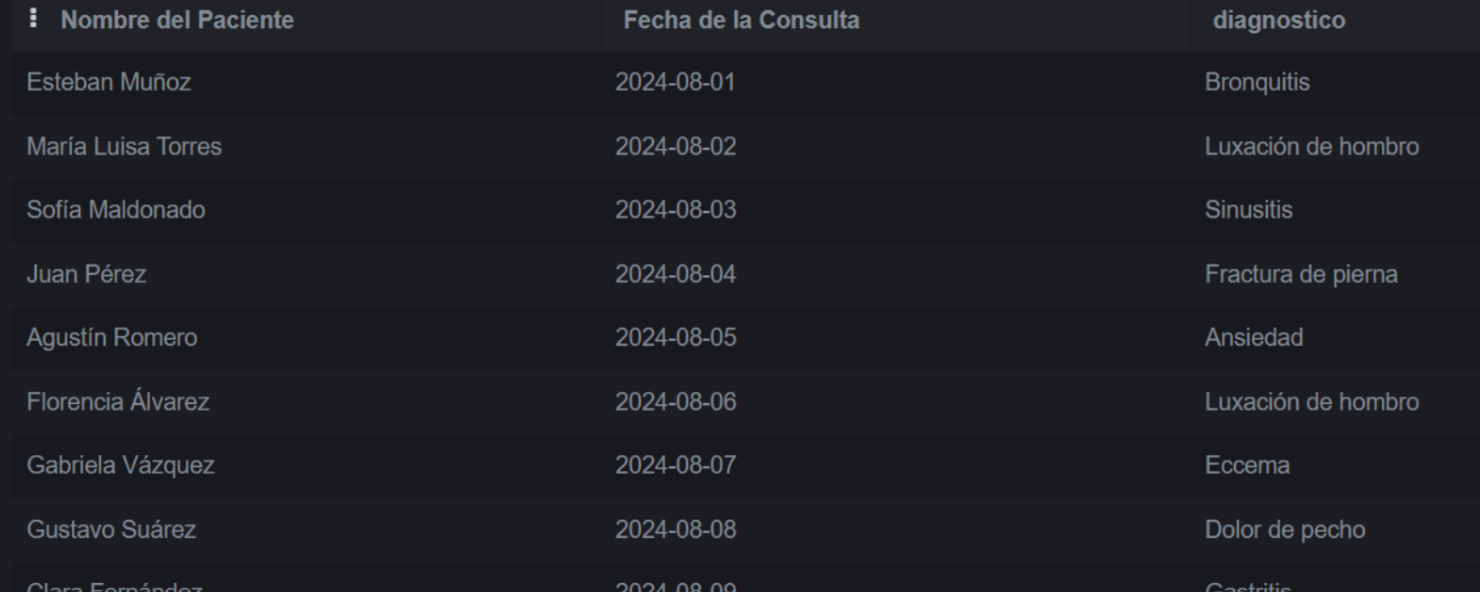 Nombre del Paciente Fecha de la Consulta diagnostico
Esteban Muñoz 2024-08-01 Bronquitis
María Luisa Torres 2024-08-02 Luxación de hombro
Sofía Maldonado 2024-08-03 Sinusitis
Juan Pérez 2024-08-04 Fractura de pierna
Agustín Romero 2024-08-05 Ansiedad
Florencia Álvarez 2024-08-06 Luxación de hombro
Gabriela Vázquez 2024-08-07 Eccema
Gustavo Suárez 2024-08-08 Dolor de pecho
Clara Fernández 2024-08-09 Gastritis